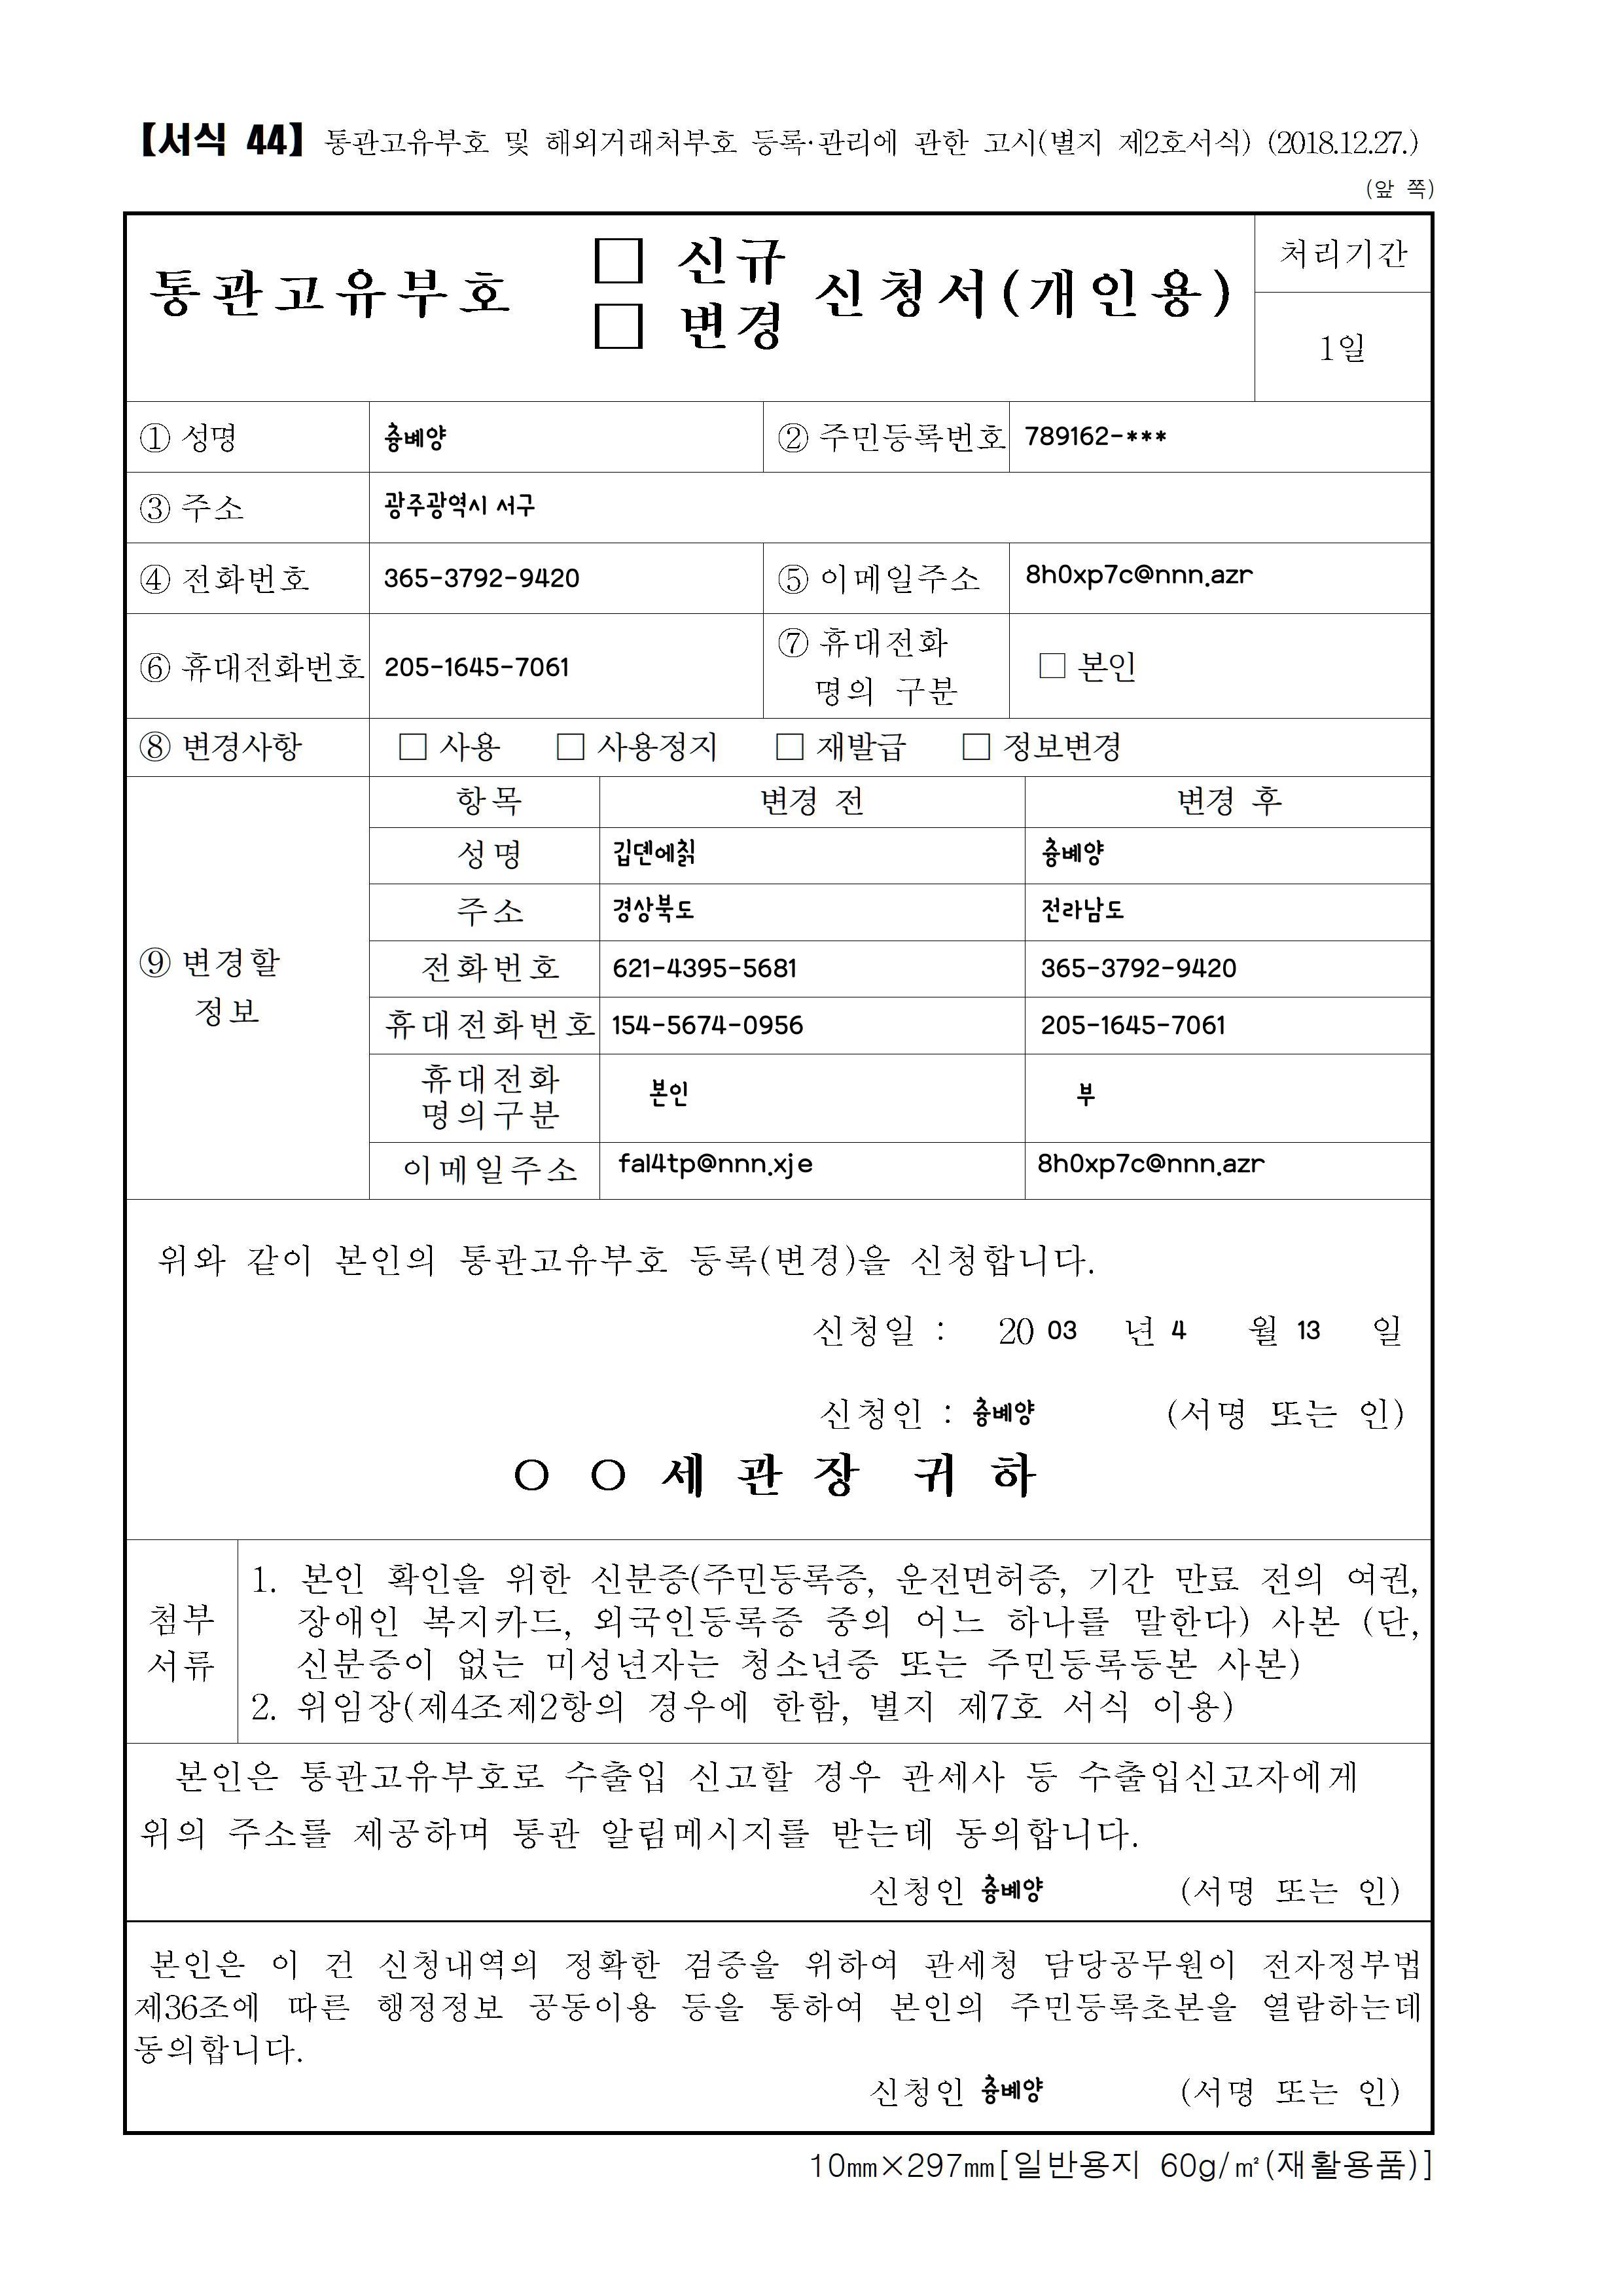 【서식 44】 통관고유부호 및 해외거래처부호 등록·관리에 관한 고시(별지 제2호서식) (2018.12.27.)
(앞 쪽)
통관고유부호 □ 신규 □ 변경 신청서(개인용)
처리기간
1일
① 성명 흉볘양 ② 주민등록번호 789162-***
③ 주소 광주광역시 서구
④ 전화번호 365-3792-9420 ⑤ 이메일주소 8h0xp7c@nnn.azr
⑥ 휴대전화번호 205-1645-7061 ⑦ 휴대전화 명의 구분 □ 본인
⑧ 변경사항 □ 사용 □ 사용정지 □ 재발급 □ 정보변경
⑨ 변경할 정보
항목 변경 전 변경 후
성명 깁뎬에칡 흉볘양
주소 경상북도 전라남도
전화번호 621-4395-5681 365-3792-9420
휴대전화번호 154-5674-0956 205-1645-7061
휴대전화 명의구분 본인 부
이메일주소 fal4tp@nnn.xje 8h0xp7c@nnn.azr
위와 같이 본인의 통관고유부호 등록(변경)을 신청합니다.
신청일 : 20 03 년 4 월 13 일
신청인 : 흉볘양 (서명 또는 인)
○ ○ 세 관 장 귀 하
첨부 서류
1. 본인 확인을 위한 신분증(주민등록증, 운전면허증, 기간 만료 전의 여권,
장애인 복지카드, 외국인등록증 중의 어느 하나를 말한다) 사본 (단,
신분증이 없는 미성년자는 청소년증 또는 주민등록등본 사본)
2. 위임장(제4조제2항의 경우에 한함, 별지 제7호 서식 이용)
본인은 통관고유부호로 수출입 신고할 경우 관세사 등 수출입신고자에게
위의 주소를 제공하며 통관 알림메시지를 받는데 동의합니다.
신청인 흉볘양 (서명 또는 인)
본인은 이 건 신청내역의 정확한 검증을 위하여 관세청 담당공무원이 전자정부법
제36조에 따른 행정정보 공동이용 등을 통하여 본인의 주민등록초본을 열람하는데
동의합니다.
신청인 흉볘양 (서명 또는 인)
10㎜×297㎜[일반용지 60g/㎡(재활용품)]